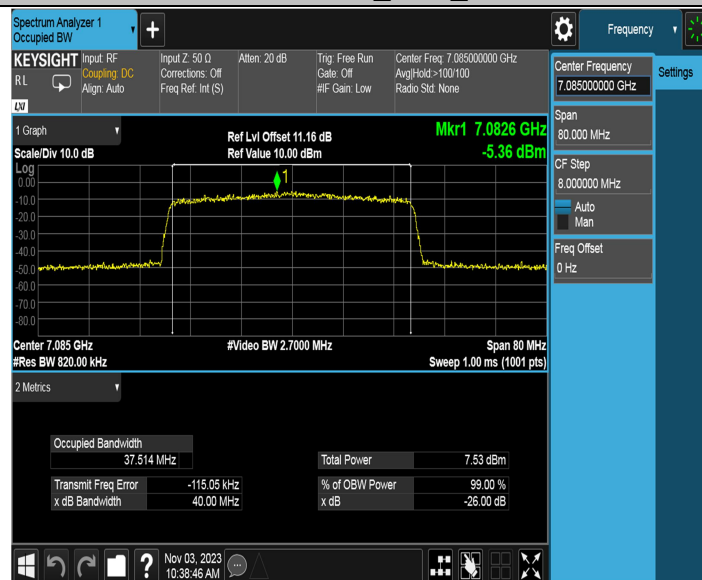 Spectrum Analyzer 1
Occupied BW
+
Frequency
KEYSIGHT
RL
LXI
Input: RF
Coupling: DC
Align: Auto
Input Z: 50 Ω
Corrections: Off
Freq Ref: Int (S)
Atten: 20 dB
Trig: Free Run
Gate: Off
#IF Gain: Low
Center Freq: 7.085000000 GHz
Avg|Hold:>100/100
Radio Std: None
Center Frequency
7.085000000 GHz
Settings
Span
80.000 MHz
CF Step
8.000000 MHz
Auto
Man
Freq Offset
0 Hz
1 Graph
Scale/Div 10.0 dB
Ref Lvl Offset 11.16 dB
Ref Value 10.00 dBm
Mkr1 7.0826 GHz
-5.36 dBm
Log
0.00
-10.0
-20.0
-30.0
-40.0
-50.0
-60.0
-70.0
-80.0
1
Center 7.085 GHz
#Res BW 820.00 kHz
#Video BW 2.7000 MHz
Span 80 MHz
Sweep 1.00 ms (1001 pts)
2 Metrics
Occupied Bandwidth
37.514 MHz
Total Power 7.53 dBm
Transmit Freq Error -115.05 kHz
x dB Bandwidth 40.00 MHz
% of OBW Power 99.00 %
x dB -26.00 dB
?
Nov 03, 2023
10:38:46 AM